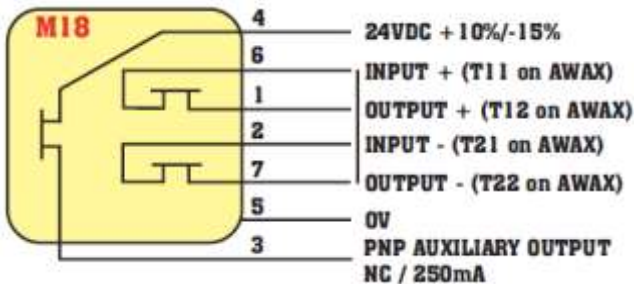 M18
4 24VDC +10%/-15%
6 INPUT + (T11 on AWAX)
1 OUTPUT + (T12 on AWAX)
2 INPUT - (T21 on AWAX)
7 OUTPUT - (T22 on AWAX)
5 0V
3 PNP AUXILIARY OUTPUT
NC / 250mA